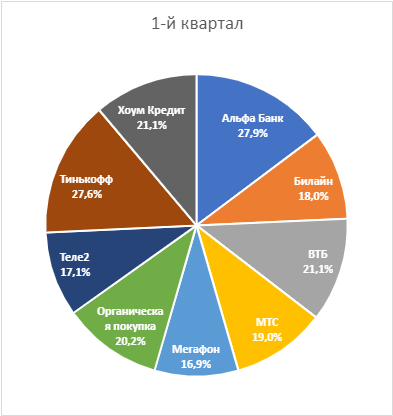 1-й квартал
Хоум Кредит
21,1%
Альфа Банк
27,9%
Тинькофф
27,6%
Билайн
18,0%
ВТБ
21,1%
Теле2
17,1%
Органическа
я покупка
20,2%
МТС
19,0%
Мегафон
16,9%